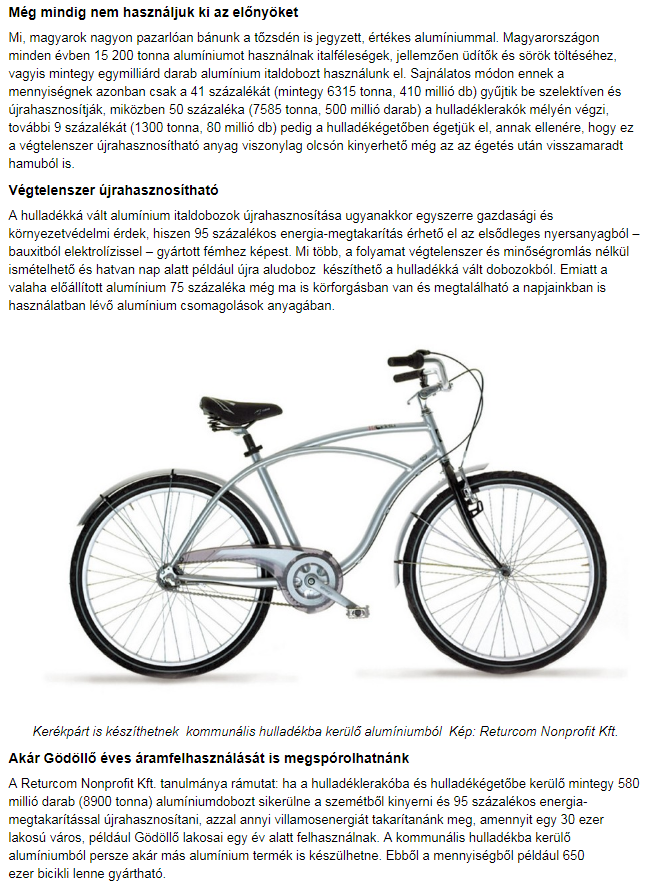 Még mindig nem használjuk ki az előnyöket
Mi, magyarok nagyon pazarlóan bánunk a tőzsdén is jegyzett, értékes alumíniummal. Magyarországon
minden évben 15 200 tonna alumíniumot használnak italféleségek, jellemzően üdítők és sörök töltéséhez,
vagyis mintegy egymilliárd darab alumínium italdobozt használunk el. Sajnálatos módon ennek a
mennyiségnek azonban csak a 41 százalékát (mintegy 6315 tonna, 410 millió db) gyűjtik be szelektíven és
újrahasznosítják, miközben 50 százaléka (7585 tonna, 500 millió darab) a hulladéklerakók mélyén végzi,
további 9 százalékát (1300 tonna, 80 millió db) pedig a hulladékégetőben égetjük el, annak ellenére, hogy ez
a végtelenszer újrahasznosítható anyag viszonylag olcsón kinyerhető még az az égetés után visszamaradt
hamuból is.
Végtelenszer újrahasznosítható
A hulladékká vált alumínium italdobozok újrahasznosítása ugyanakkor egyszerre gazdasági és
környezetvédelmi érdek, hiszen 95 százalékos energia-megtakarítás érhető el az elsődleges nyersanyagból –
bauxitból elektrolízissel – gyártott fémhez képest. Mi több, a folyamat végtelenszer és minőségromlás nélkül
ismételhető és hatvan nap alatt például újra aludoboz készíthető a hulladékká vált dobozokból. Emiatt a
valaha előállított alumínium 75 százaléka még ma is körforgásban van és megtalálható a napjainkban is
használatban lévő alumínium csomagolások anyagában.
Kerékpárt is készíthetnek kommunális hulladékba kerülő alumíniumból Kép: Returcom Nonprofit Kft.
Akár Gödöllő éves áramfelhasználását is megspórolhatnánk
A Returcom Nonprofit Kft. tanulmánya rámutat: ha a hulladéklerakóba és hulladékégetőbe kerülő mintegy 580
millió darab (8900 tonna) alumíniumdobozt sikerülne a szemétből kinyerni és 95 százalékos energia-
megtakarítással újrahasznosítani, azzal annyi villamosenergiát takarítanánk meg, amennyit egy 30 ezer
lakosú város, például Gödöllő lakosai egy év alatt felhasználnak. A kommunális hulladékba kerülő
alumíniumból persze akár más alumínium termék is készülhetne. Ebből a mennyiségből például 650
ezer bicikli lenne gyártható.